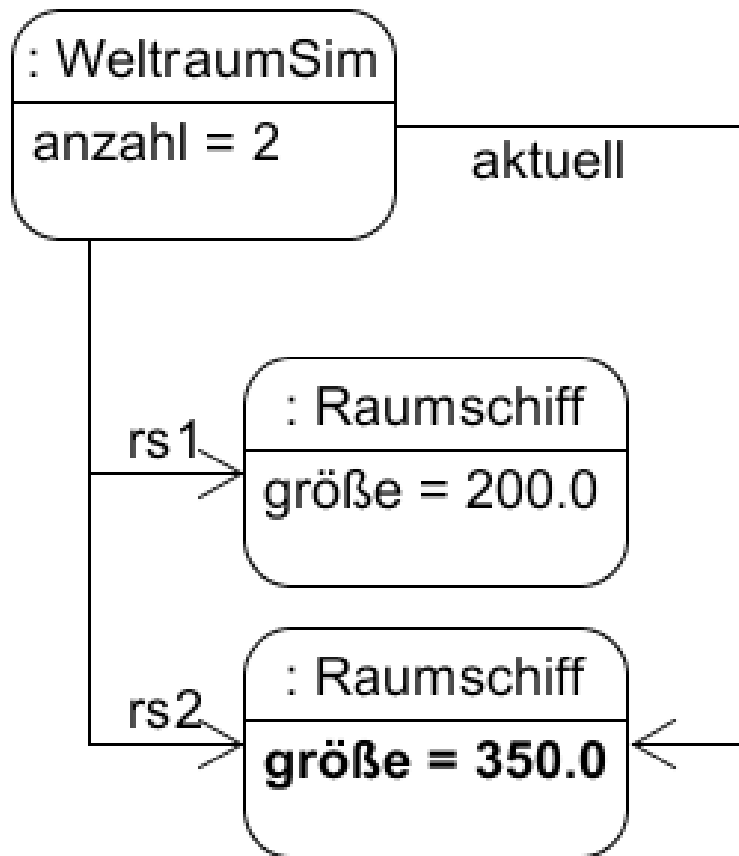 : WeltraumSim
anzahl = 2
aktuell
: Raumschiff
rs1
größe = 200.0
: Raumschiff
rs2
größe = 350.0